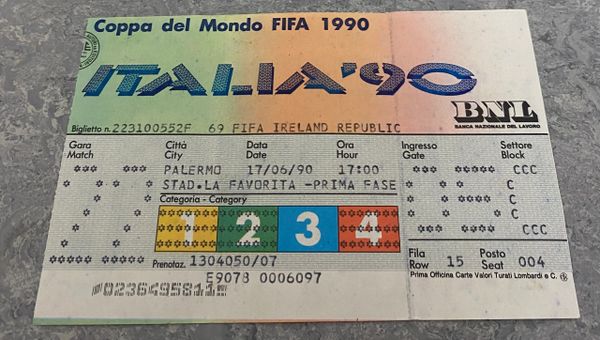 Coppa del Mondo FIFA 1990
ITALIA'90
BNL
BANCA NAZIONALE DEL LAVORO
Biglietto n. 223100552F 69 FIFA IRELAND REPUBLIC
Gara Città Data Ora Ingresso Settore
Match City Date Hour Gate Block
PALERMO 17/06/90 17:00 CCC
STAD.LA FAVORITA -PRIMA FASE C
Categoria - Category C
1 2 3 4 C
CCC
Prenotaz. 1304050/07
Fila Posto
Row 15 Seat 004
E9078 0006097
Prima Officina Carte Valori Turati Lombardi e C.